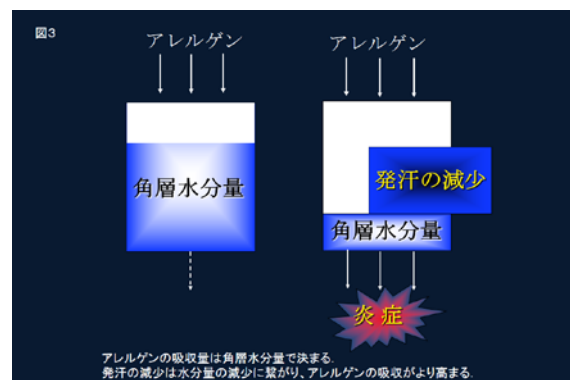 図3
アレルゲン
アレルゲン
角層水分量
発汗の減少
角層水分量
炎症
アレルゲンの吸収量は角層水分量で決まる.
発汗の減少は水分量の減少に繋がり、アレルゲンの吸収がより高まる.